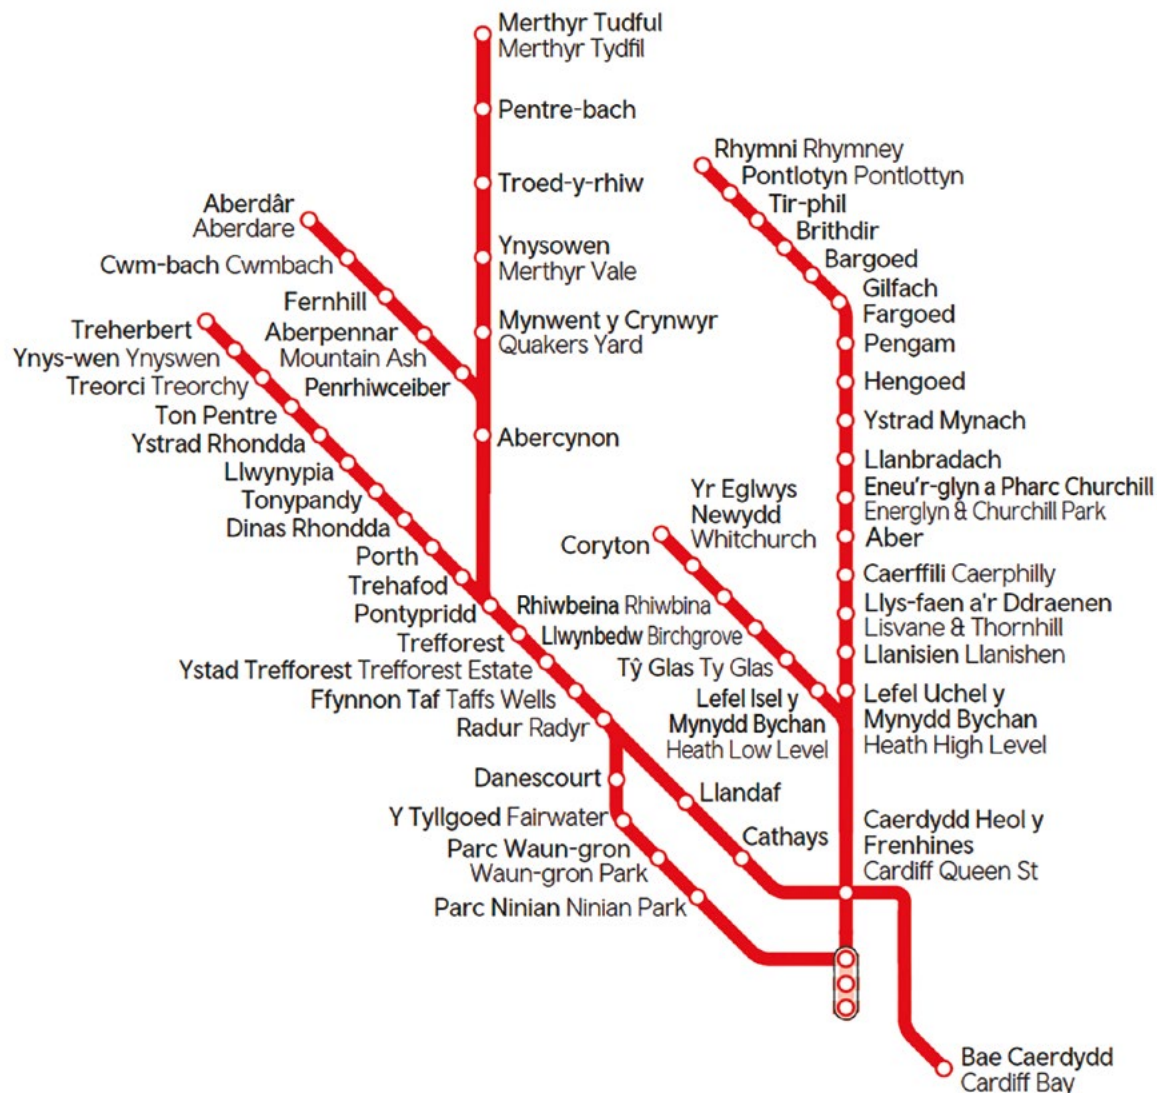 Merthyr Tudful
Merthyr Tydfil
Pentre-bach
Troed-y-rhiw
Ynysowen
Merthyr Vale
Mynwent y Crynwyr
Quakers Yard
Abercynon
Aberdâr
Aberdare
Cwm-bach Cwmbach
Fernhill
Aberpennar
Mountain Ash
Penrhiwceiber
Treherbert
Ynys-wen Ynyswen
Treorci Treorchy
Ton Pentre
Ystrad Rhondda
Llwynypia
Tonypandy
Dinas Rhondda
Porth
Trehafod
Pontypridd
Trefforest
Ystad Trefforest Trefforest Estate
Ffynnon Taf Taffs Wells
Radur Radyr
Danescourt
Y Tyllgoed Fairwater
Parc Waun-gron
Waun-gron Park
Parc Ninian Ninian Park
Llandaf
Cathays
Rhymni Rhymney
Pontlotyn Pontlottyn
Tir-phil
Brithdir
Bargoed
Gilfach
Fargoed
Pengam
Hengoed
Ystrad Mynach
Llanbradach
Eneu'r-glyn a Pharc Churchill
Energlyn & Churchill Park
Aber
Caerffili Caerphilly
Llys-faen a'r Ddraenen
Lisvane & Thornhill
Llanisien Llanishen
Lefel Uchel y
Mynydd Bychan
Heath High Level
Coryton
Yr Eglwys
Newydd
Whitchurch
Rhiwbeina Rhiwbina
Llwynbedw Birchgrove
Tŷ Glas Ty Glas
Lefel Isel y
Mynydd Bychan
Heath Low Level
Caerdydd Heol y
Frenhines
Cardiff Queen St
Bae Caerdydd
Cardiff Bay